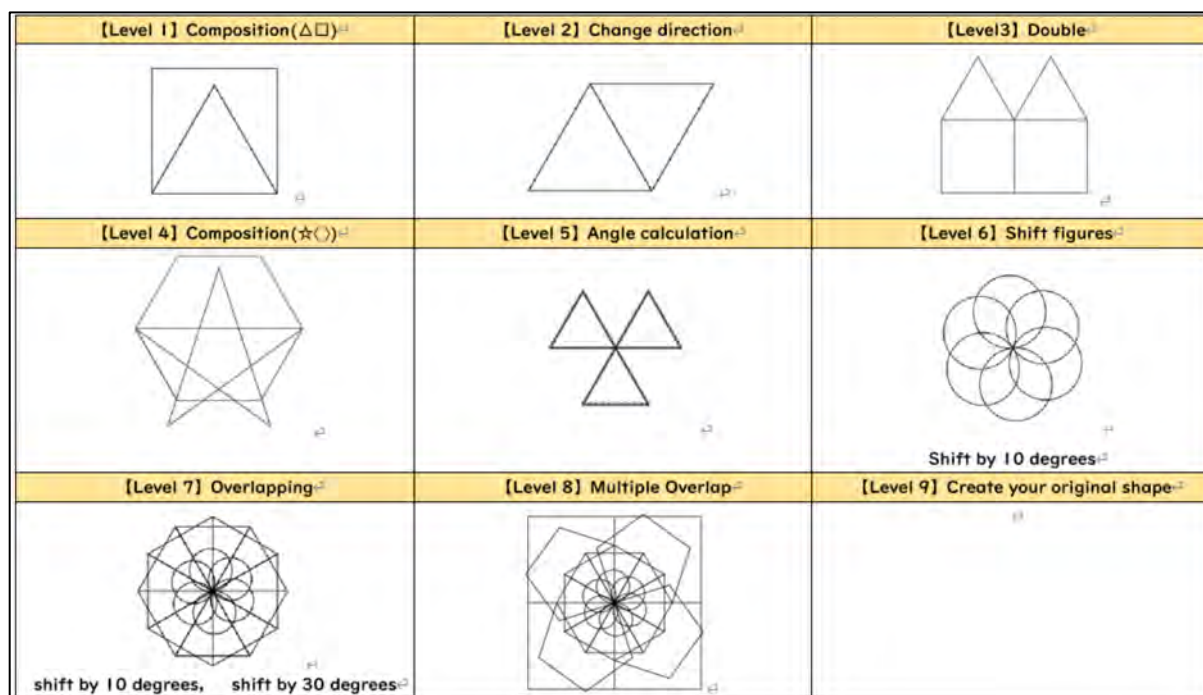 【Level 1】Composition(△□)↵
【Level 2】Change direction↵
【Level3】Double↵
【Level 4】Composition(☆⬡)↵
【Level 5】Angle calculation↵
【Level 6】Shift figures↵
Shift by 10 degrees↵
【Level 7】Overlapping↵
【Level 8】Multiple Overlap↵
【Level 9】Create your original shape↵
shift by 10 degrees, shift by 30 degrees↵